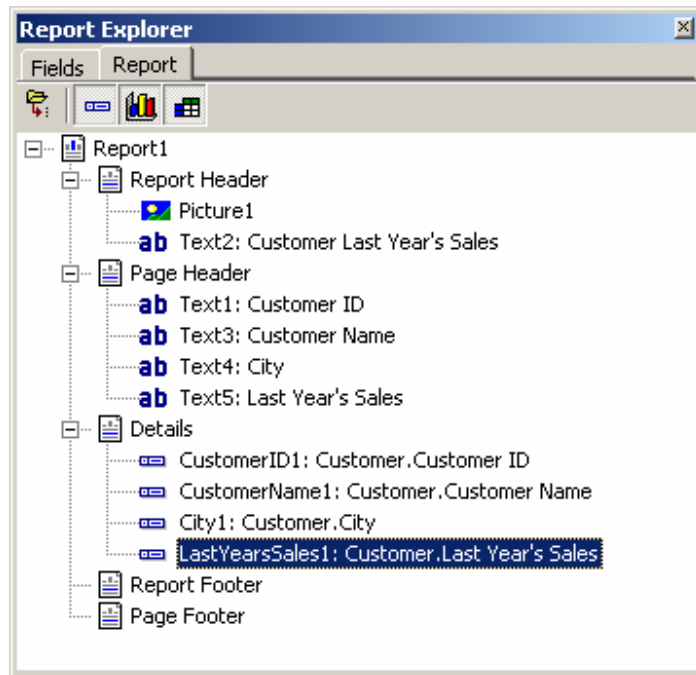 Report Explorer
Fields Report
Report1
Report Header
Picture1
ab Text2: Customer Last Year's Sales
Page Header
ab Text1: Customer ID
ab Text3: Customer Name
ab Text4: City
ab Text5: Last Year's Sales
Details
CustomerID1: Customer.Customer ID
CustomerName1: Customer.Customer Name
City1: Customer.City
LastYearsSales1: Customer.Last Year's Sales
Report Footer
Page Footer